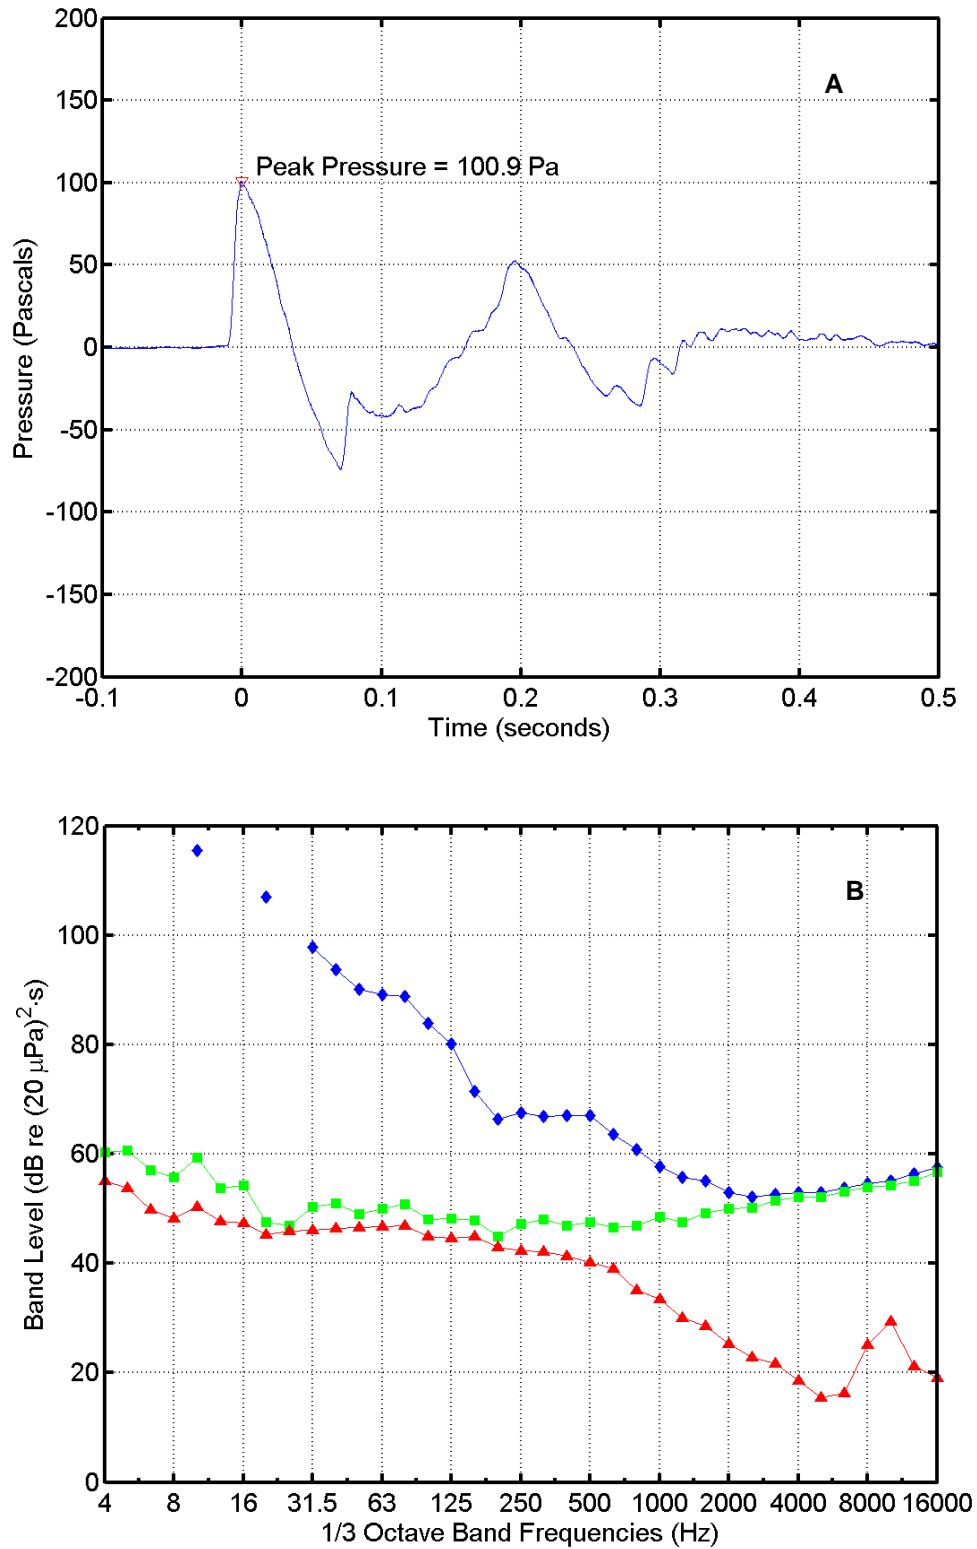 200
150
100
50
0
-50
-100
-150
-200
Pressure (Pascals)
A
Peak Pressure = 100.9 Pa
-0.1 0 0.1 0.2 0.3 0.4 0.5
Time (seconds)
120
100
80
60
40
20
0
Band Level (dB re (20 μPa)²·s)
B
4 8 16 31.5 63 125 250 500 1000 2000 4000 8000 16000
1/3 Octave Band Frequencies (Hz)